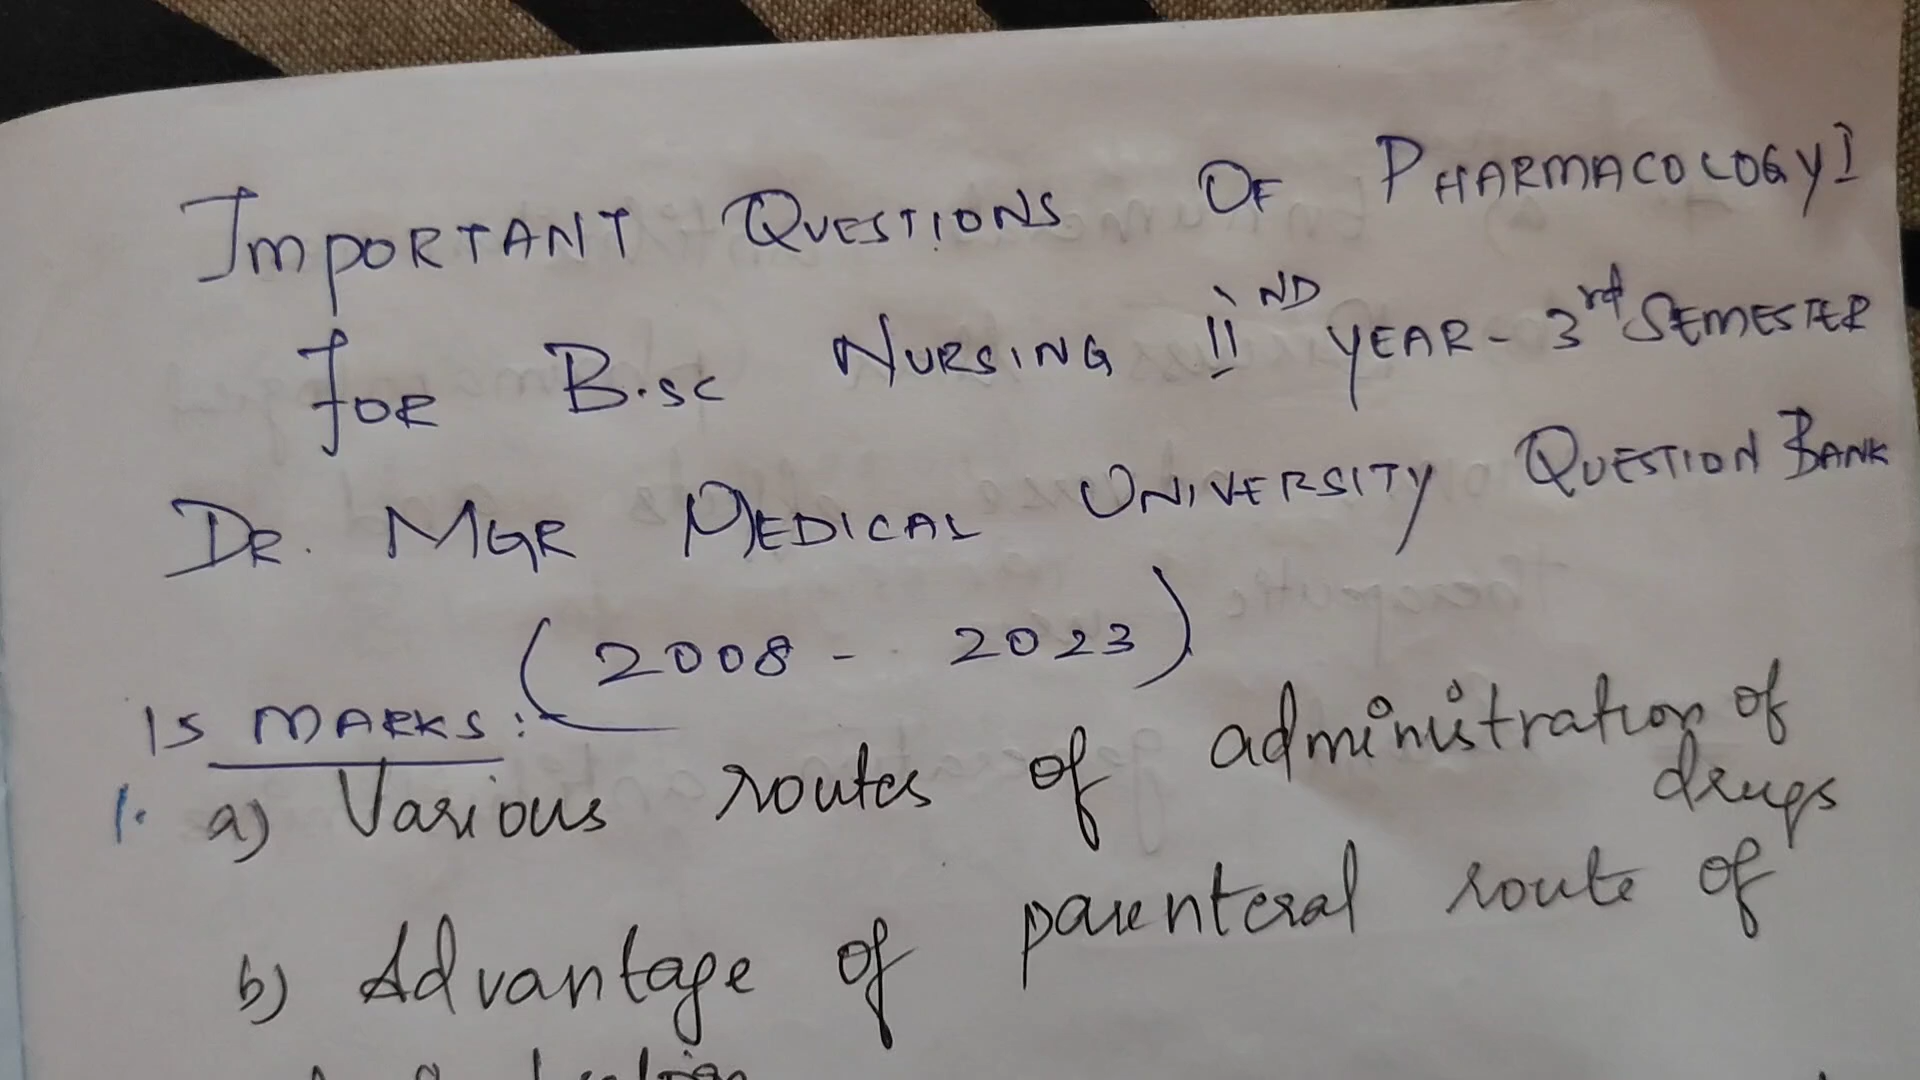 IMPORTANT QUESTIONS OF PHARMACOLOGY I
FOR B.SC NURSING II ND YEAR - 3rd SEMESTER
DR. MGR MEDICAL UNIVERSITY QUESTION BANK
(2008 - 2023)
15 MARKS:-
1. a) Various routes of administration of
drugs
b) Advantage of parenteral route of